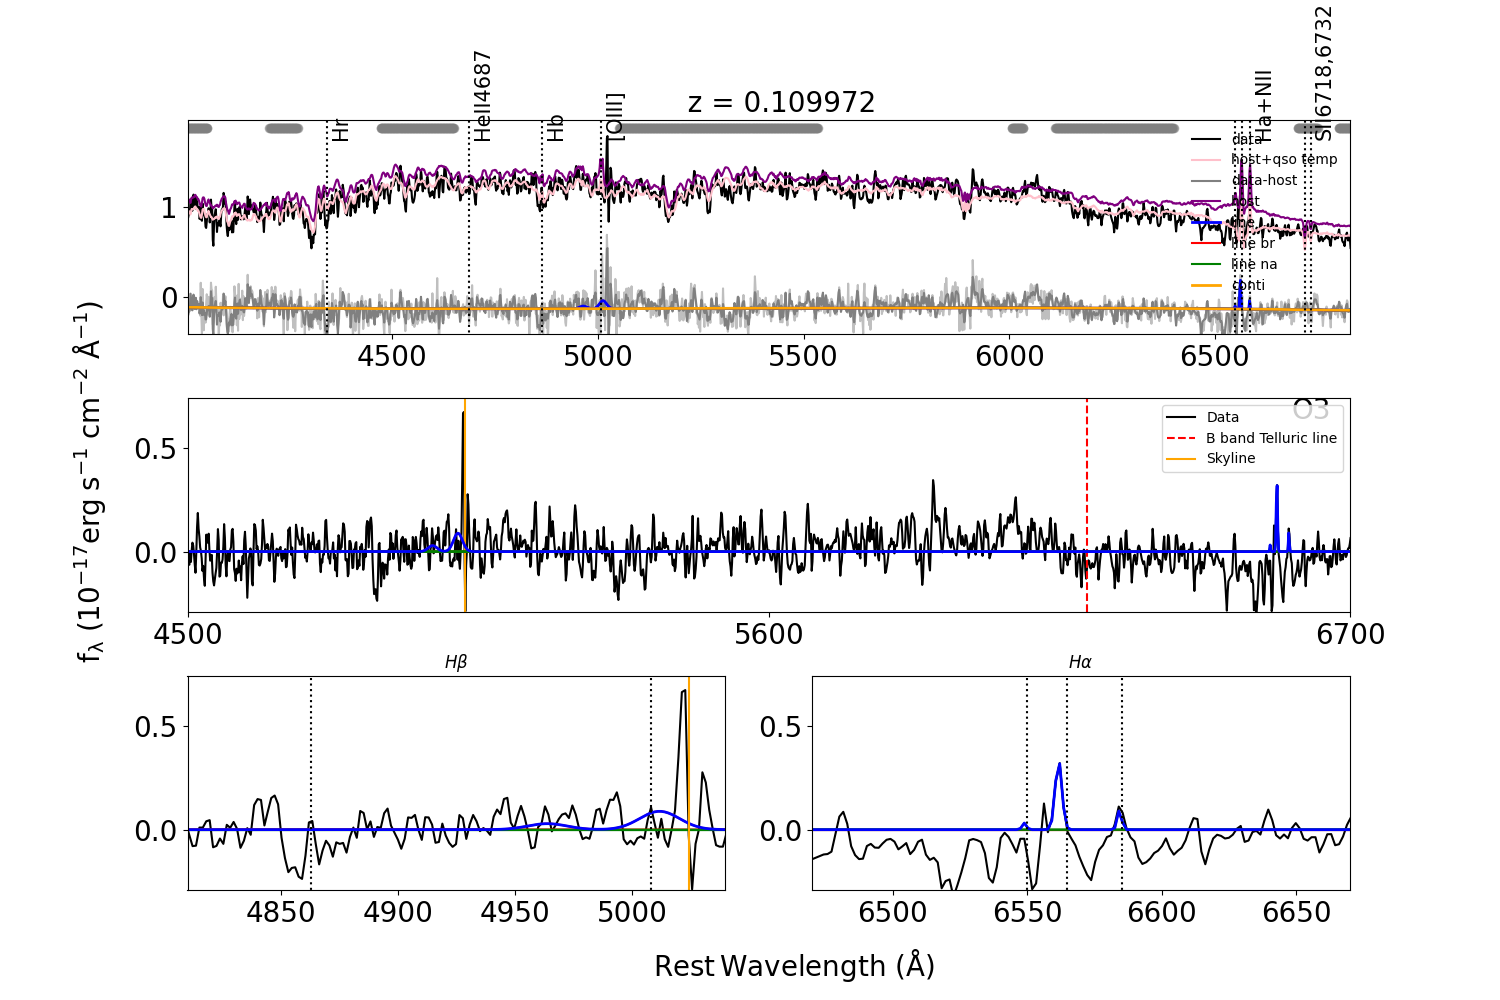 z = 0.109972
Hr
HeII4687
Hb
[OIII]
Ha+NII
SII6718,6732
data
host+qso temp
data-host
host
line
line br
line na
conti
1
0
4500 5000 5500 6000 6500
O3
Data
B band Telluric line
Skyline
0.5
0.0
4500 5600 6700
fλ (10⁻¹⁷erg s⁻¹ cm⁻² Å⁻¹)
Hβ
0.5
0.0
4850 4900 4950 5000
Hα
0.5
0.0
6500 6550 6600 6650
Rest Wavelength (Å)